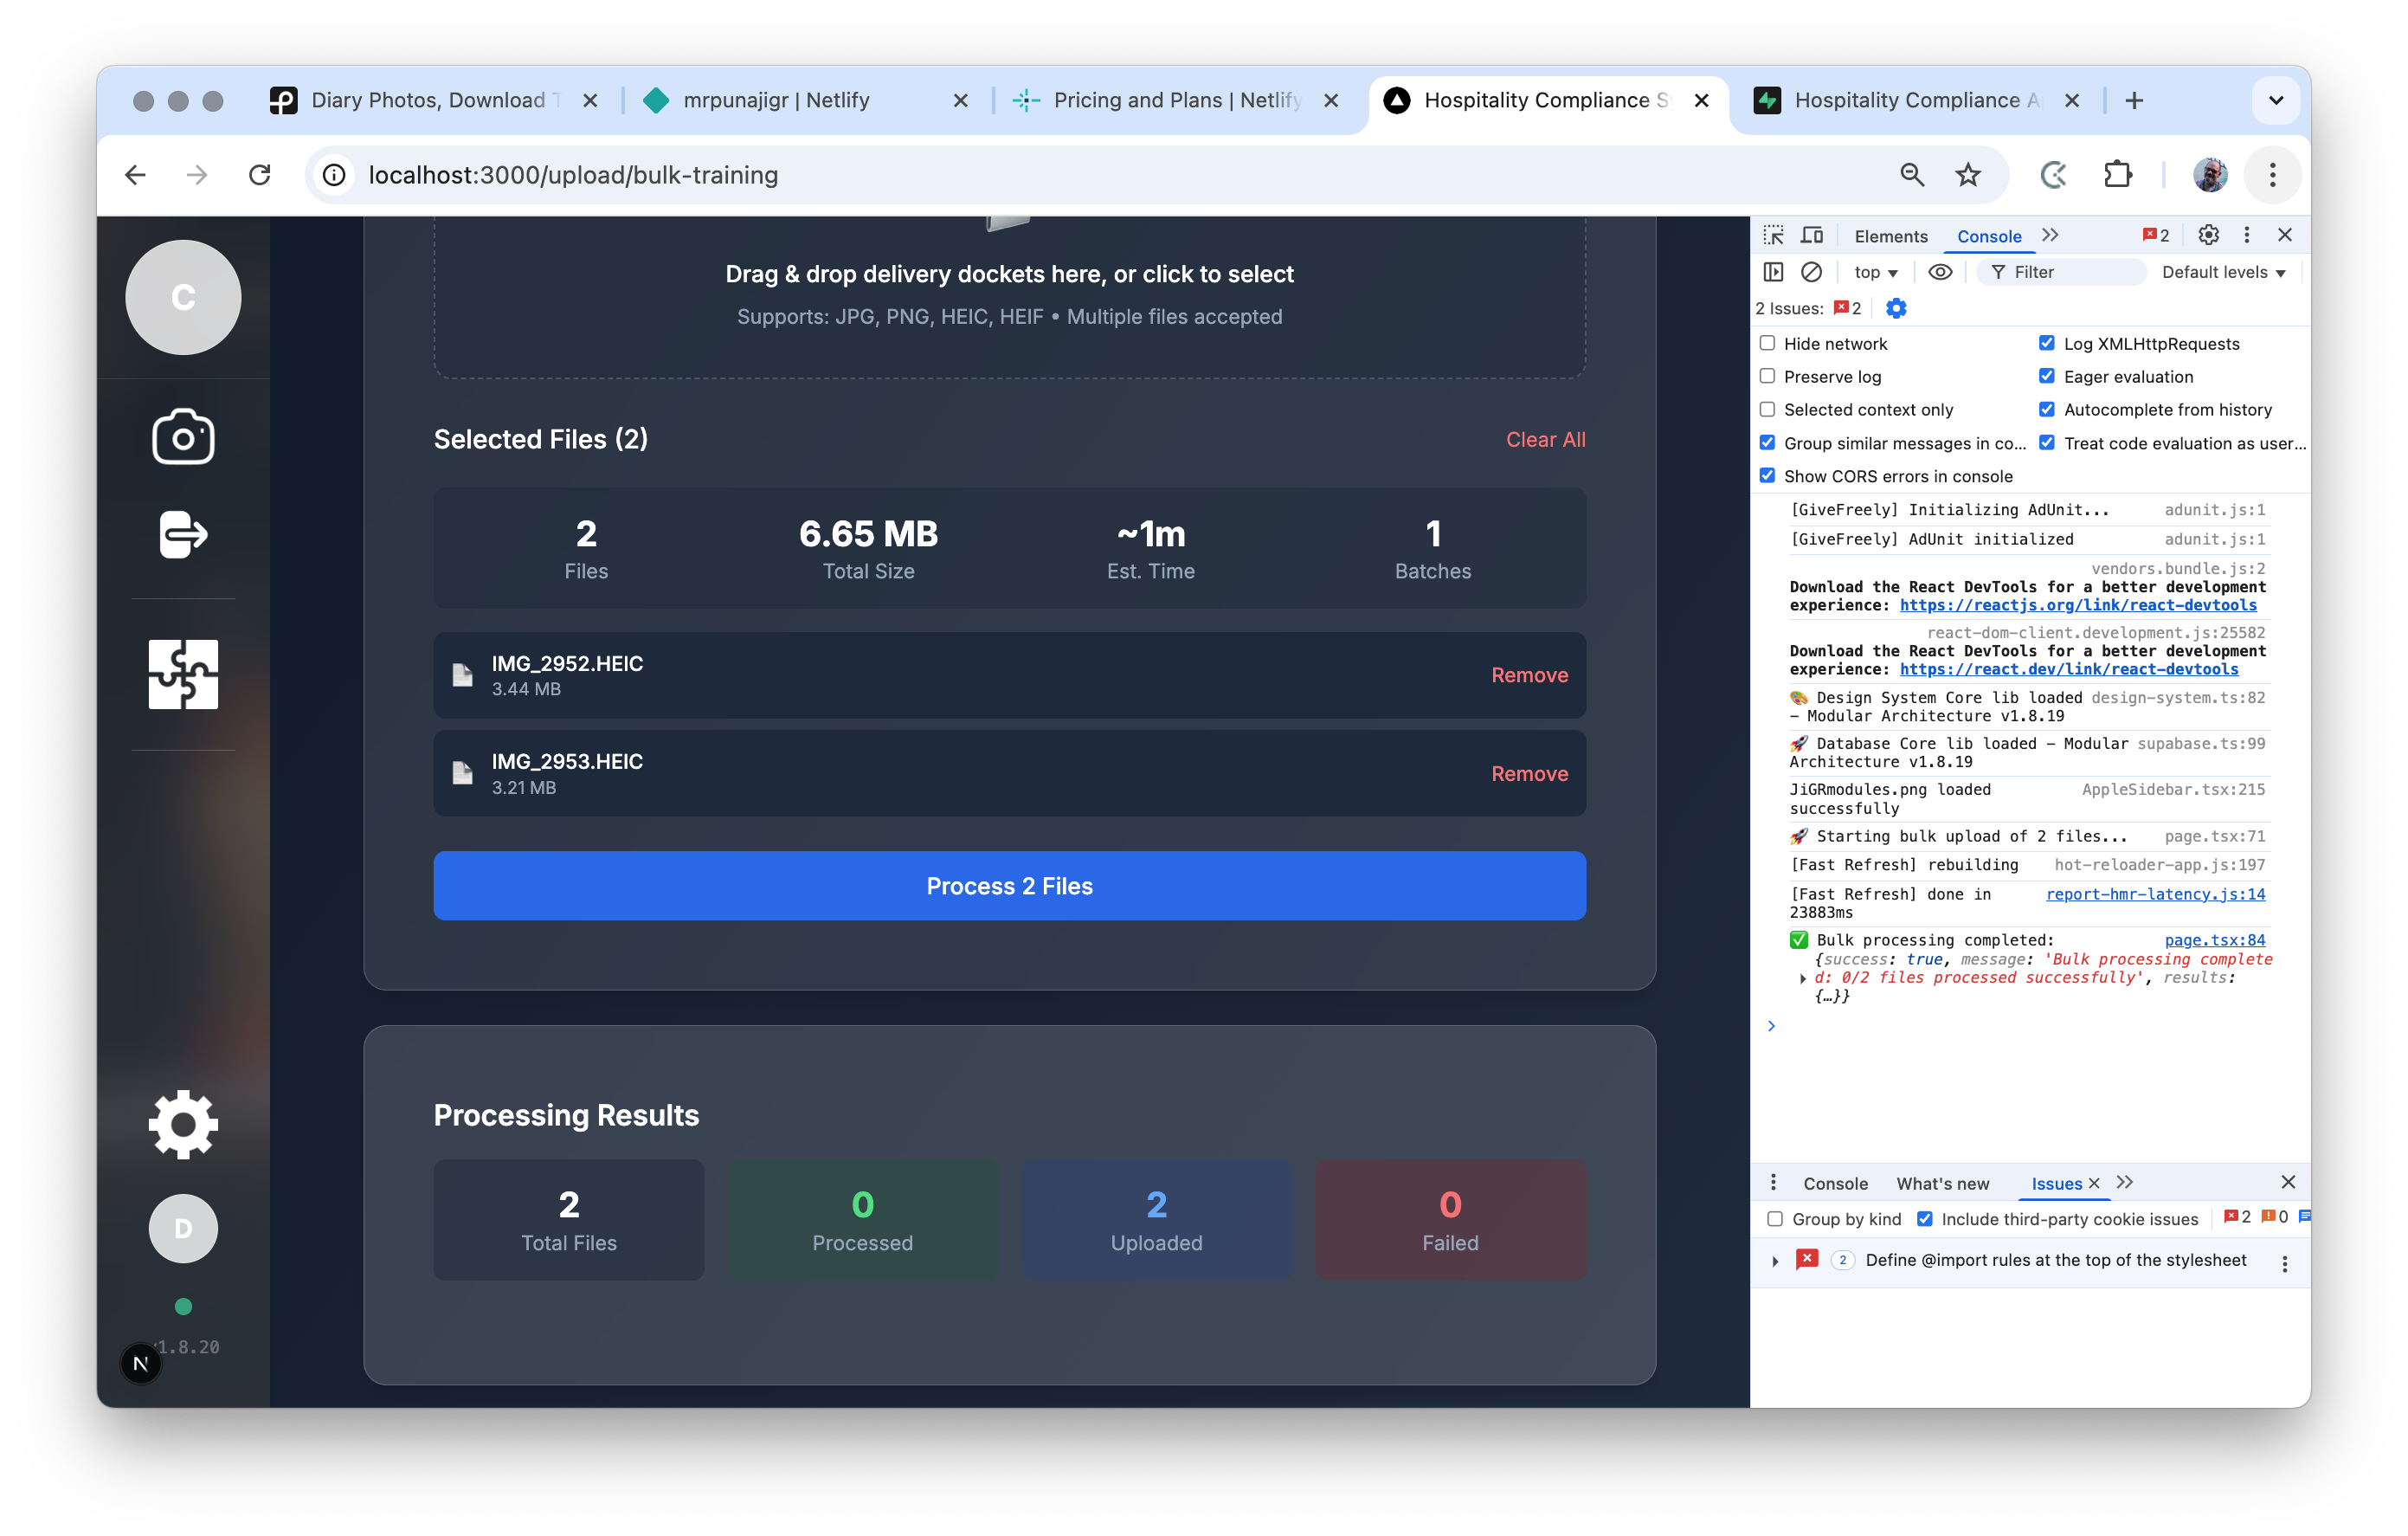 Diary Photos, Download T
mrpunajigr | Netlify
Pricing and Plans | Netlify
Hospitality Compliance S
Hospitality Compliance A
localhost:3000/upload/bulk-training
C
D
v1.8.20
N
Drag & drop delivery dockets here, or click to select
Supports: JPG, PNG, HEIC, HEIF • Multiple files accepted
Selected Files (2)
Clear All
2
Files
6.65 MB
Total Size
~1m
Est. Time
1
Batches
IMG_2952.HEIC
3.44 MB
Remove
IMG_2953.HEIC
3.21 MB
Remove
Process 2 Files
Processing Results
2
Total Files
0
Processed
2
Uploaded
0
Failed
Elements
Console
2
top
Filter
Default levels
2 Issues: 2
Hide network
Log XMLHttpRequests
Preserve log
Eager evaluation
Selected context only
Autocomplete from history
Group similar messages in co...
Treat code evaluation as user...
Show CORS errors in console
[GiveFreely] Initializing AdUnit... adunit.js:1
[GiveFreely] AdUnit initialized adunit.js:1
vendors.bundle.js:2
Download the React DevTools for a better development
experience: https://reactjs.org/link/react-devtools
react-dom-client.development.js:25582
Download the React DevTools for a better development
experience: https://react.dev/link/react-devtools
🎨 Design System Core lib loaded design-system.ts:82
– Modular Architecture v1.8.19
🚀 Database Core lib loaded – Modular supabase.ts:99
Architecture v1.8.19
JiGRmodules.png loaded AppleSidebar.tsx:215
successfully
🚀 Starting bulk upload of 2 files... page.tsx:71
[Fast Refresh] rebuilding hot-reloader-app.js:197
[Fast Refresh] done in report-hmr-latency.js:14
23883ms
✅ Bulk processing completed: page.tsx:84
{success: true, message: 'Bulk processing complete
d: 0/2 files processed successfully', results:
{…}}
Console
What's new
Issues
Group by kind
Include third-party cookie issues
2
0
2
Define @import rules at the top of the stylesheet